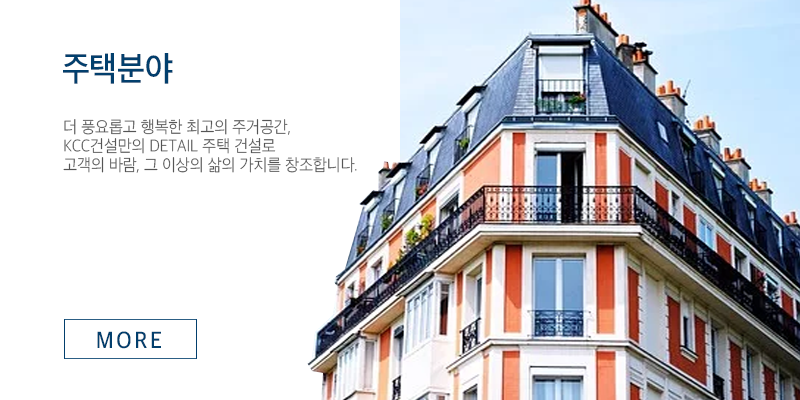 주택분야
더 풍요롭고 행복한 최고의 주거공간,
KCC건설만의 DETAIL 주택 건설로
고객의 바람, 그 이상의 삶의 가치를 창조합니다.
MORE